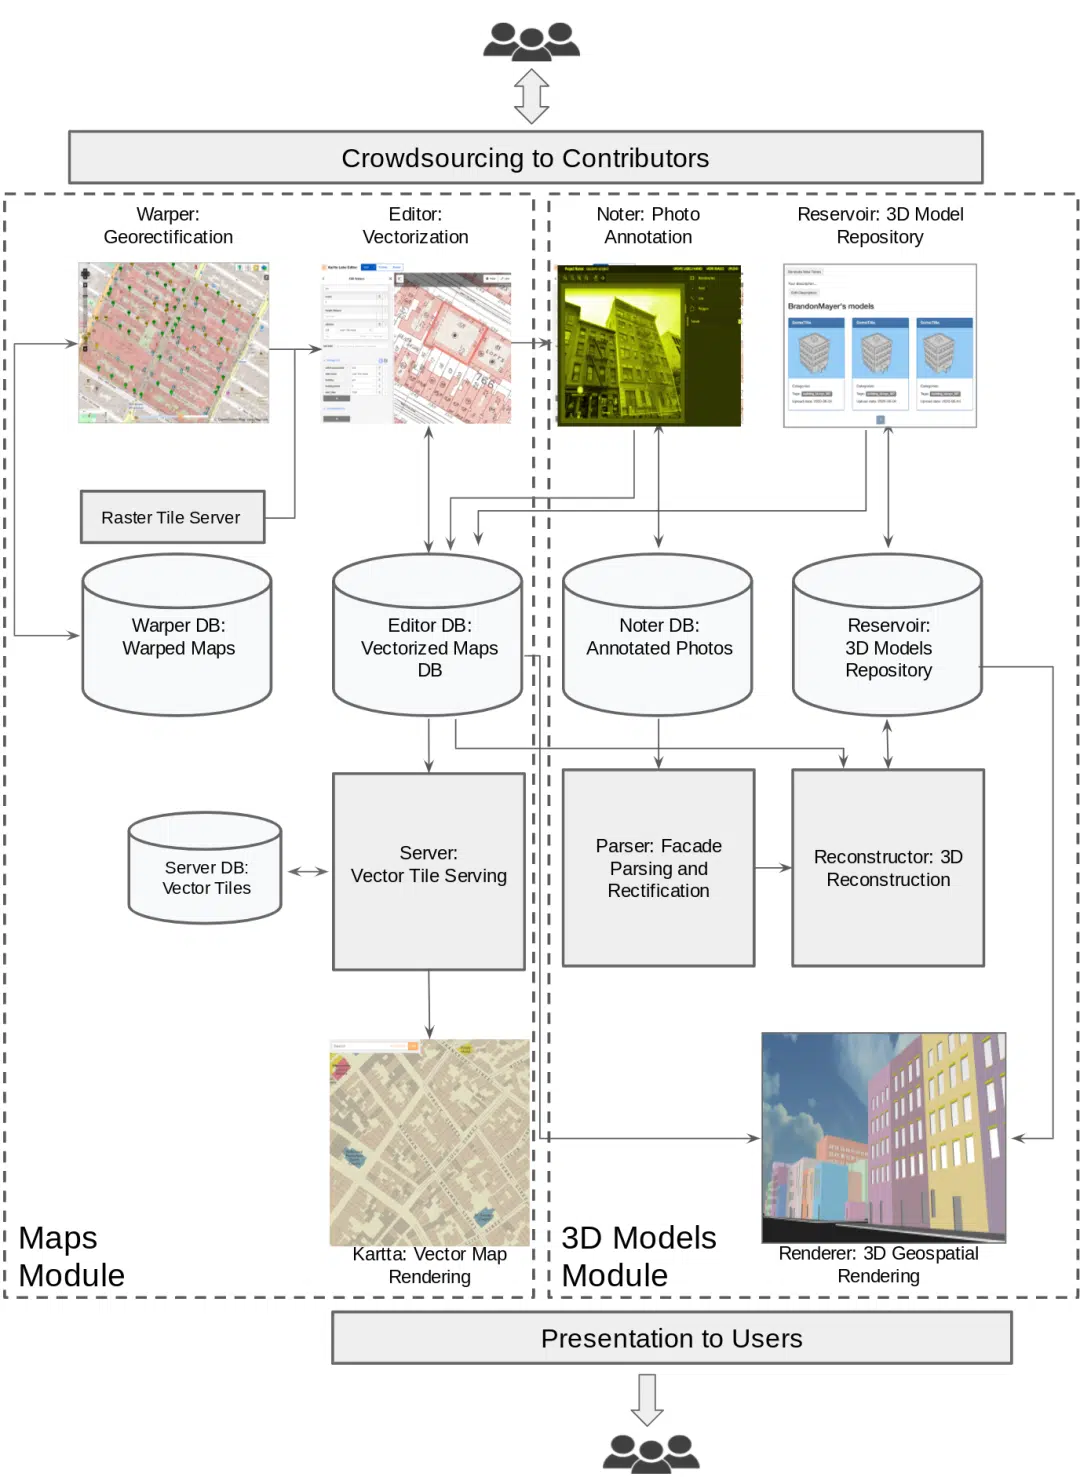 Crowdsourcing to Contributors
Warper:
Georectification
Editor:
Vectorization
Noter: Photo
Annotation
Reservoir: 3D Model
Repository
BrandonMayer's models
766
Raster Tile Server
Warper DB:
Warped Maps
Editor DB:
Vectorized Maps
DB
Noter DB:
Annotated Photos
Reservoir:
3D Models
Repository
Server DB:
Vector Tiles
Server:
Vector Tile Serving
Parser: Facade
Parsing and
Rectification
Reconstructor: 3D
Reconstruction
Maps
Module
Kartta: Vector Map
Rendering
3D Models
Module
Renderer: 3D Geospatial
Rendering
Presentation to Users